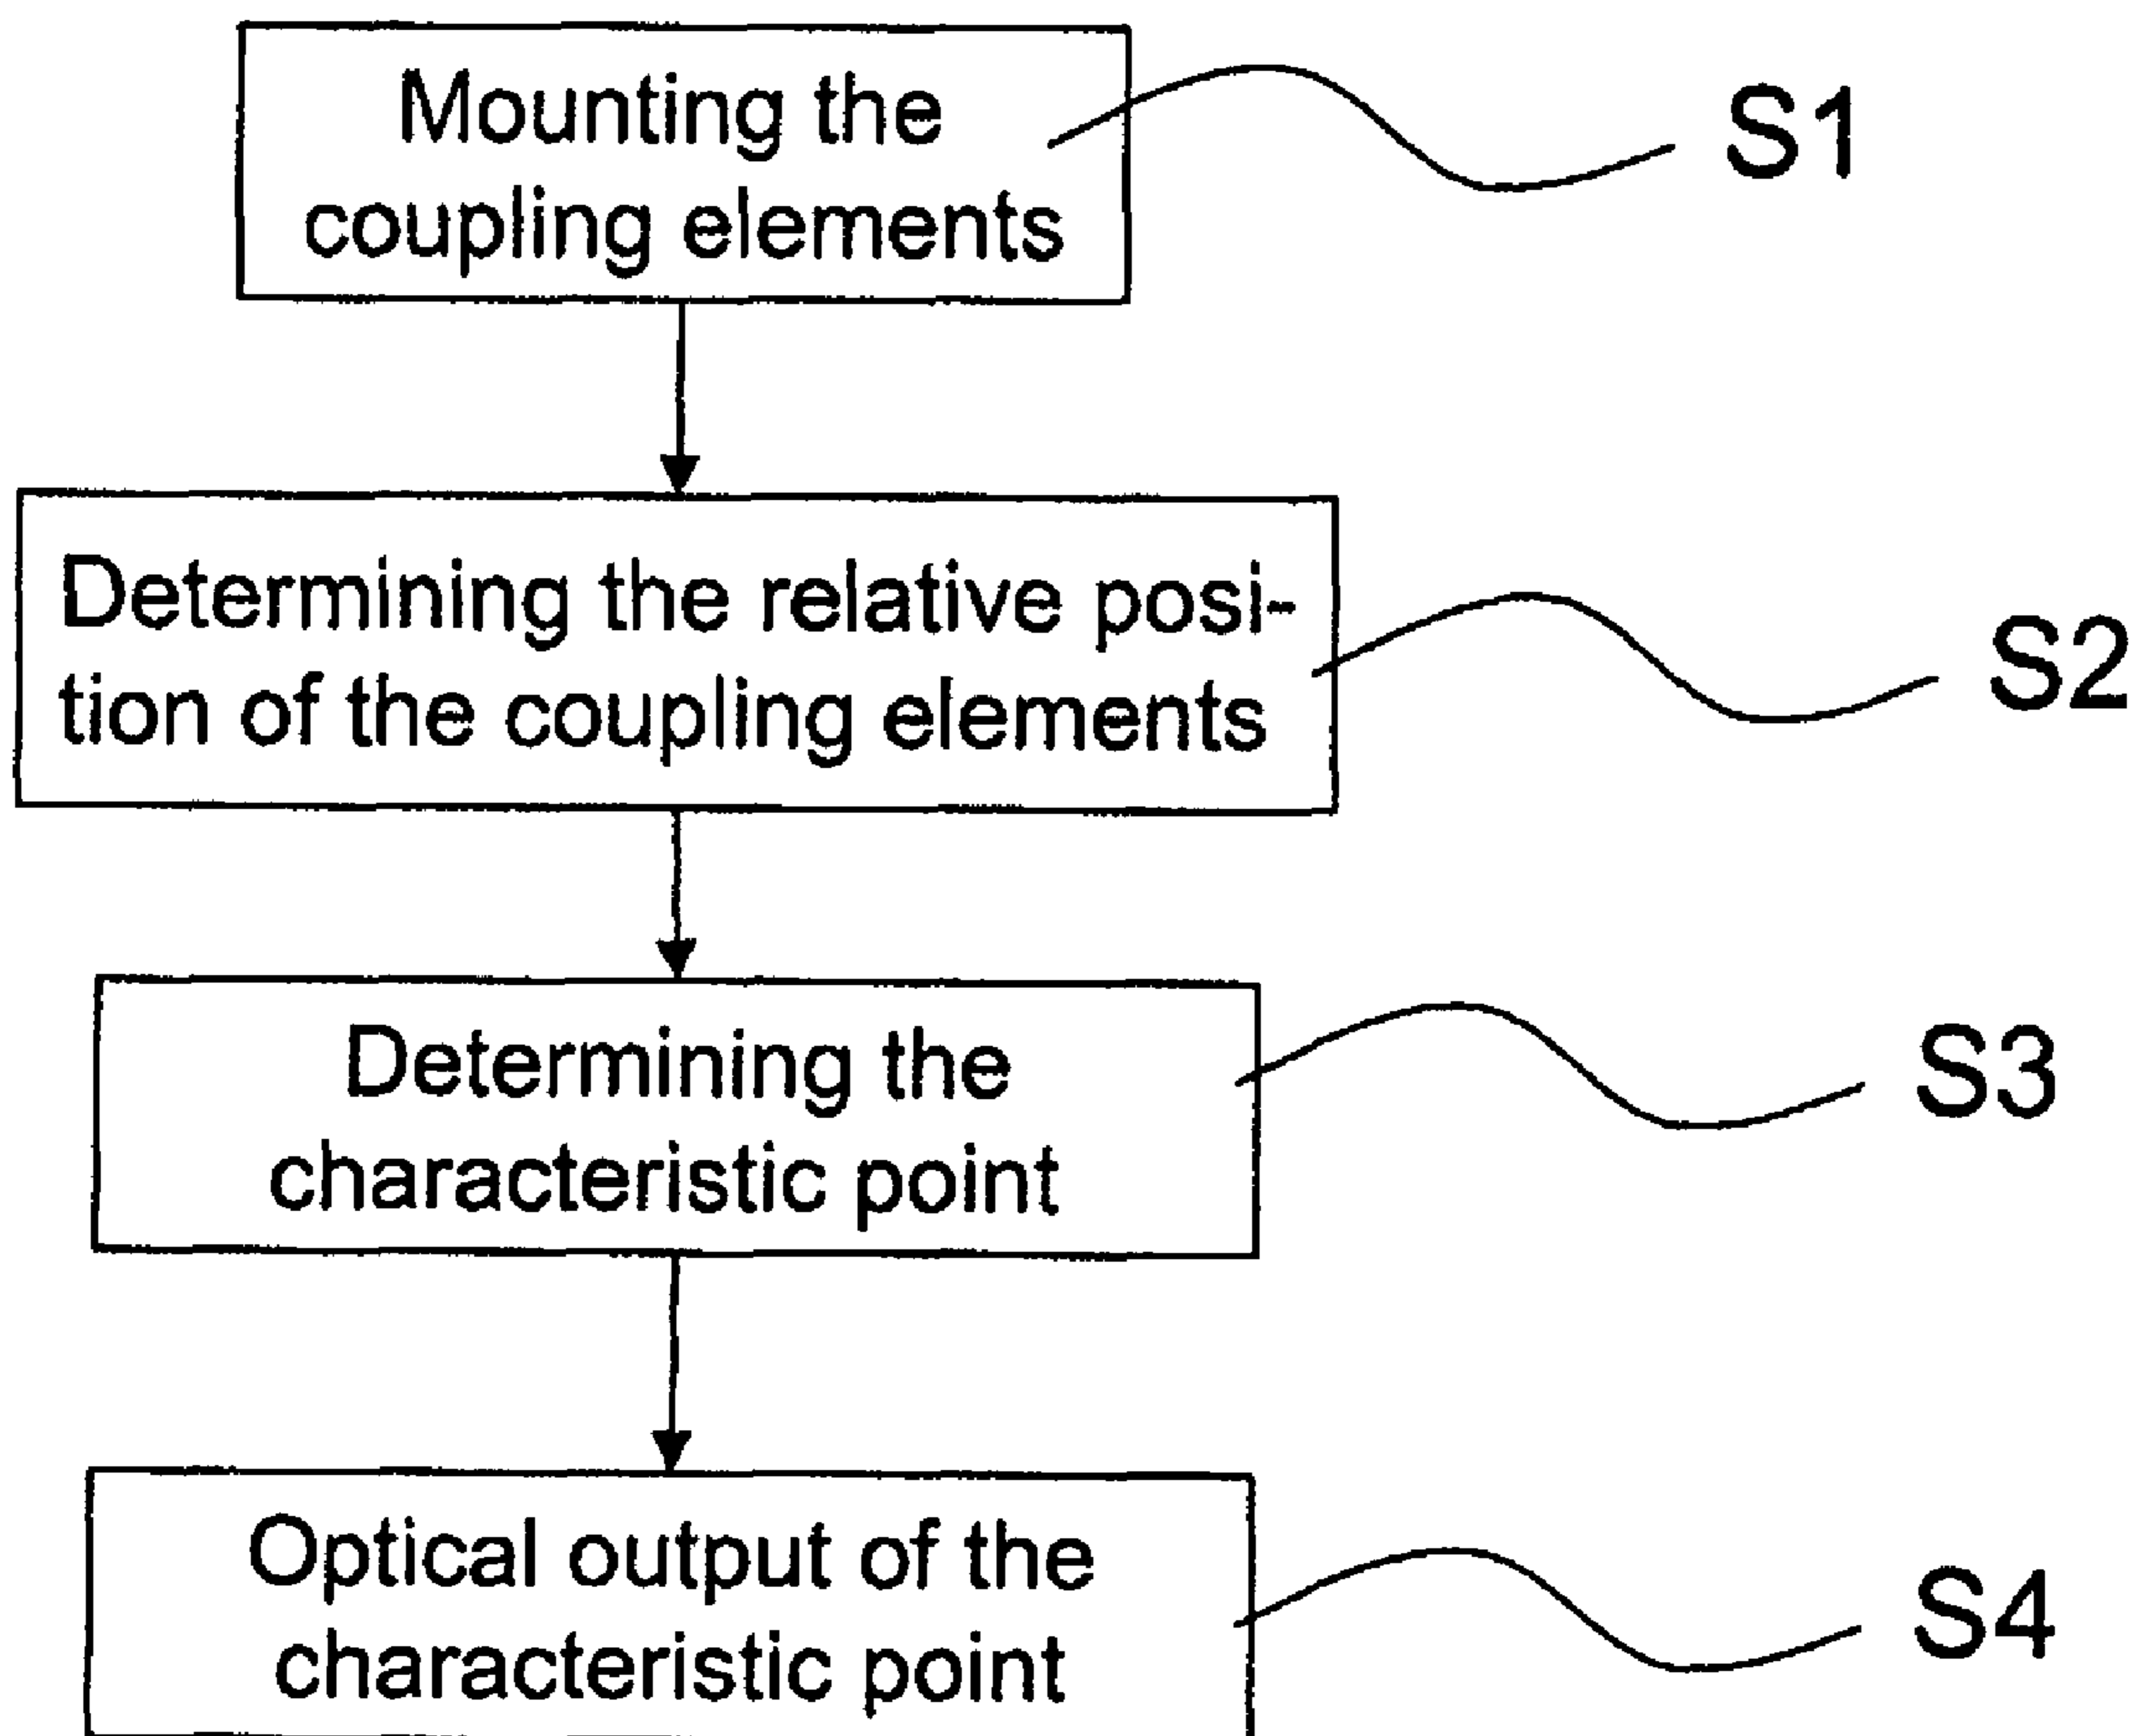 Mounting the
coupling elements
S1
Determining the relative posi-
tion of the coupling elements
S2
Determining the
characteristic point
S3
Optical output of the
characteristic point
S4